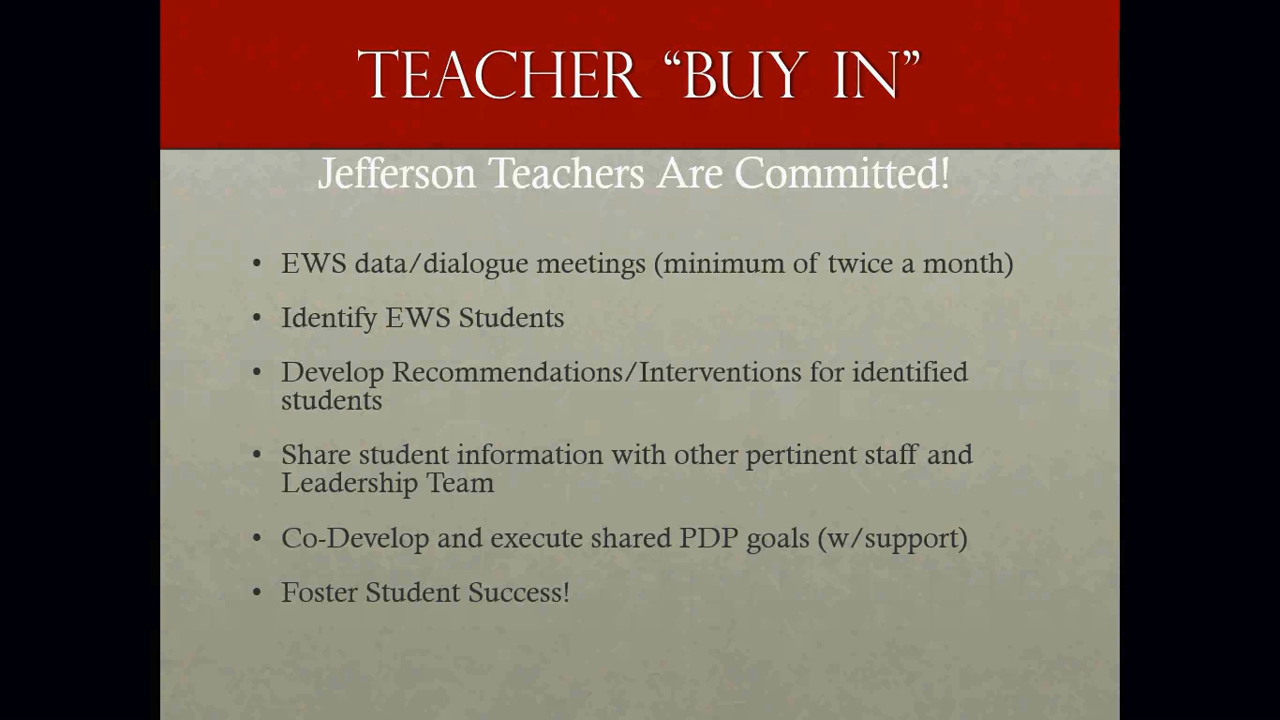 TEACHER “BUY IN”
Jefferson Teachers Are Committed!
• EWS data/dialogue meetings (minimum of twice a month)
• Identify EWS Students
• Develop Recommendations/Interventions for identified
students
• Share student information with other pertinent staff and
Leadership Team
• Co-Develop and execute shared PDP goals (w/support)
• Foster Student Success!